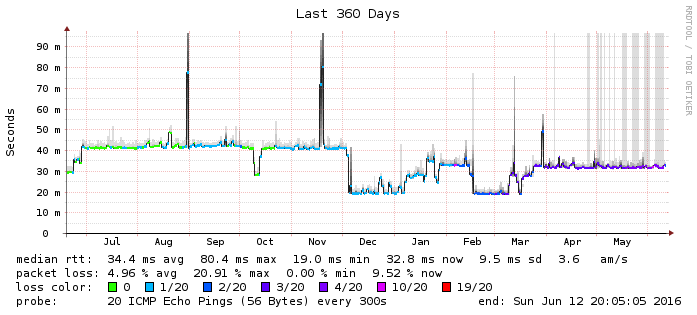 Last 360 Days
RRDTOOL / TOBI OETIKER
Seconds
90 m
80 m
70 m
60 m
50 m
40 m
30 m
20 m
10 m
0
Jul Aug Sep Oct Nov Dec Jan Feb Mar Apr May
median rtt: 34.4 ms avg 80.4 ms max 19.0 ms min 32.8 ms now 9.5 ms sd 3.6 am/s
packet loss: 4.96 % avg 20.91 % max 0.00 % min 9.52 % now
loss color: 0 1/20 2/20 3/20 4/20 10/20 19/20
probe: 20 ICMP Echo Pings (56 Bytes) every 300s end: Sun Jun 12 20:05:05 2016